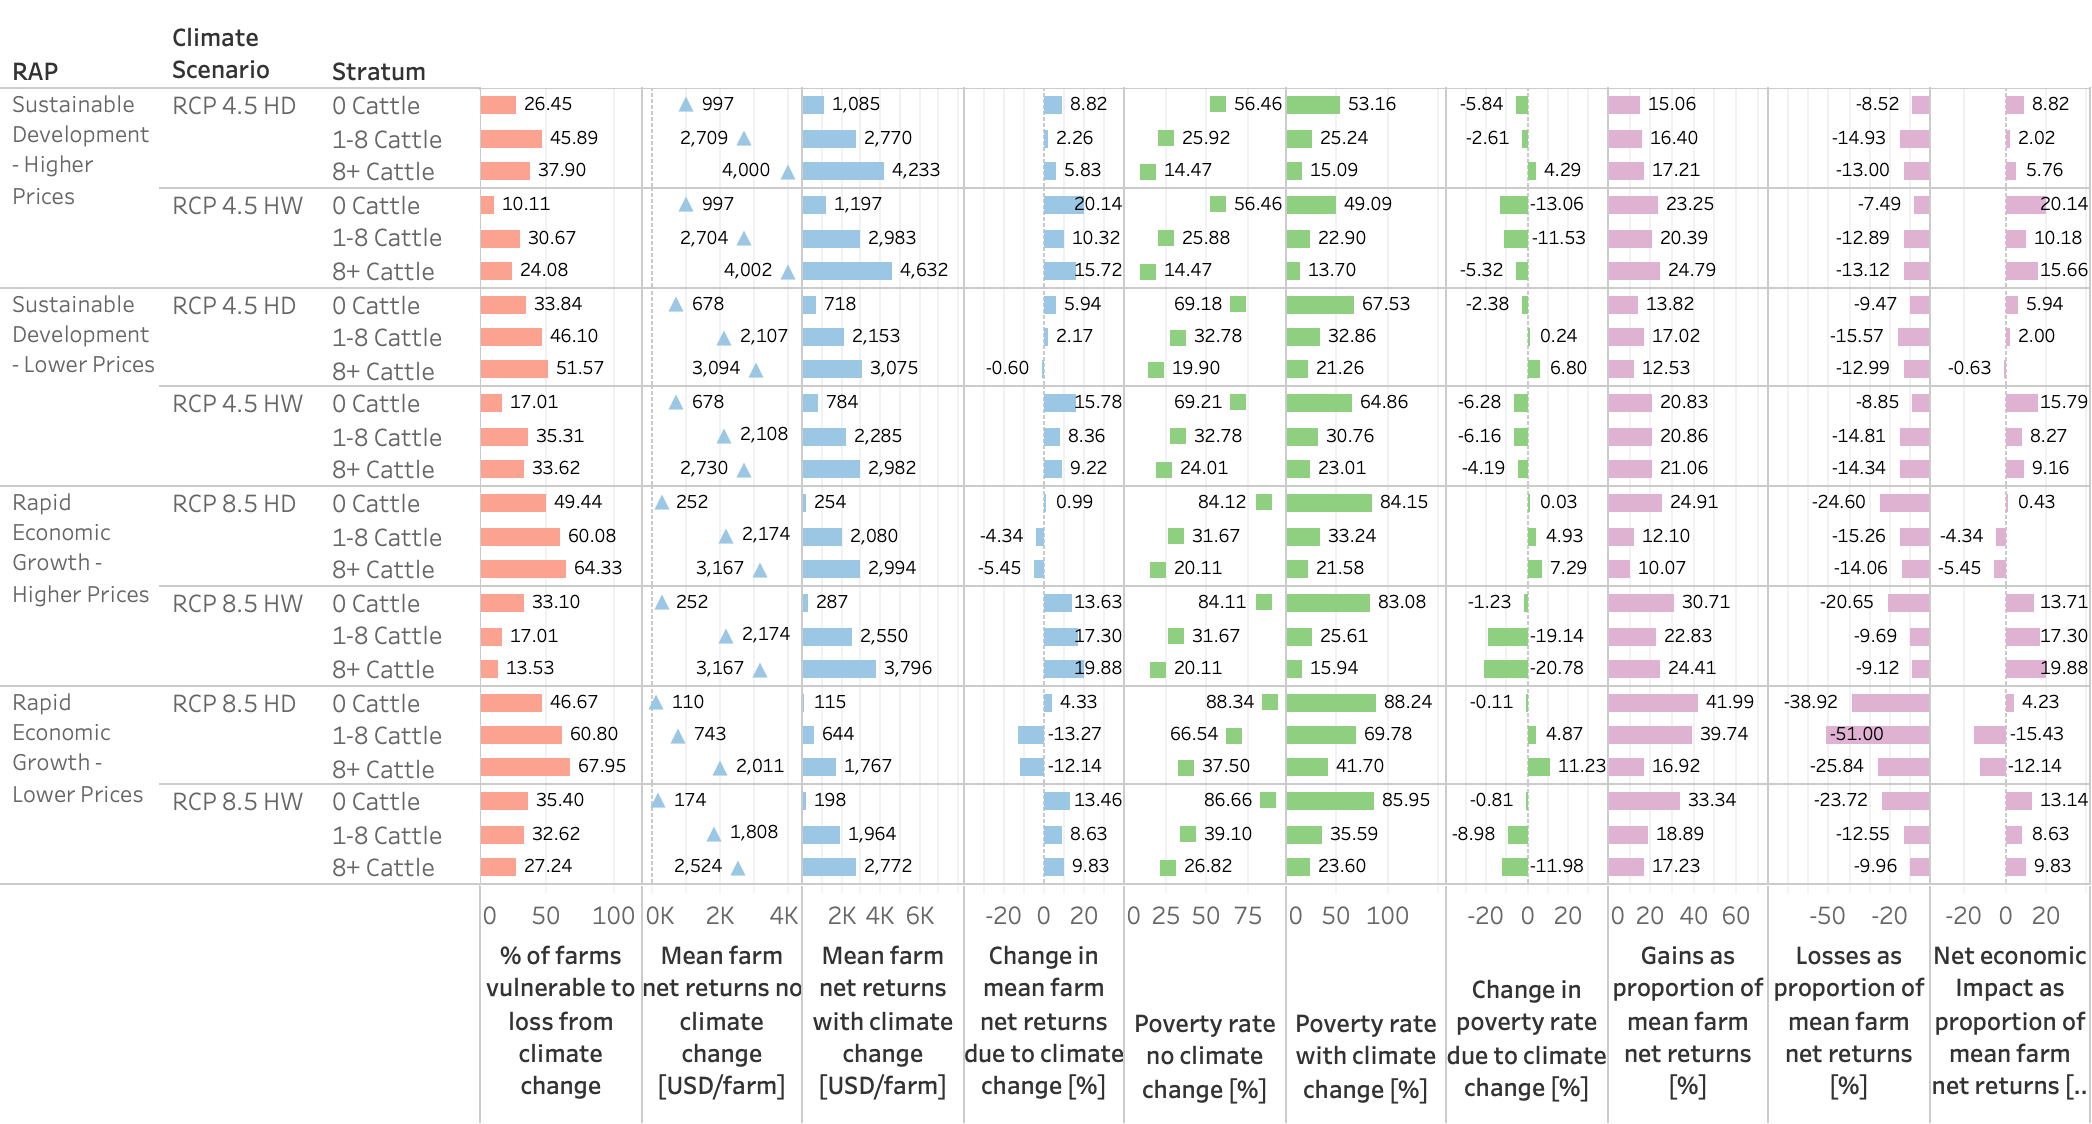 Climate
RAP Scenario Stratum
Sustainable RCP 4.5 HD 0 Cattle 26.45 997 1,085 8.82 56.46 53.16 -5.84 15.06 -8.52 8.82
Development 1-8 Cattle 45.89 2,709 2,770 2.26 25.92 25.24 -2.61 16.40 -14.93 2.02
- Higher 8+ Cattle 37.90 4,000 4,233 5.83 14.47 15.09 4.29 17.21 -13.00 5.76
Prices RCP 4.5 HW 0 Cattle 10.11 997 1,197 20.14 56.46 49.09 -13.06 23.25 -7.49 20.14
1-8 Cattle 30.67 2,704 2,983 10.32 25.88 22.90 -11.53 20.39 -12.89 10.18
8+ Cattle 24.08 4,002 4,632 15.72 14.47 13.70 -5.32 24.79 -13.12 15.66
Sustainable RCP 4.5 HD 0 Cattle 33.84 678 718 5.94 69.18 67.53 -2.38 13.82 -9.47 5.94
Development 1-8 Cattle 46.10 2,107 2,153 2.17 32.78 32.86 0.24 17.02 -15.57 2.00
- Lower Prices 8+ Cattle 51.57 3,094 3,075 -0.60 19.90 21.26 6.80 12.53 -12.99 -0.63
RCP 4.5 HW 0 Cattle 17.01 678 784 15.78 69.21 64.86 -6.28 20.83 -8.85 15.79
1-8 Cattle 35.31 2,108 2,285 8.36 32.78 30.76 -6.16 20.86 -14.81 8.27
8+ Cattle 33.62 2,730 2,982 9.22 24.01 23.01 -4.19 21.06 -14.34 9.16
Rapid RCP 8.5 HD 0 Cattle 49.44 252 254 0.99 84.12 84.15 0.03 24.91 -24.60 0.43
Economic 1-8 Cattle 60.08 2,174 2,080 -4.34 31.67 33.24 4.93 12.10 -15.26 -4.34
Growth - 8+ Cattle 64.33 3,167 2,994 -5.45 20.11 21.58 7.29 10.07 -14.06 -5.45
Higher Prices RCP 8.5 HW 0 Cattle 33.10 252 287 13.63 84.11 83.08 -1.23 30.71 -20.65 13.71
1-8 Cattle 17.01 2,174 2,550 17.30 31.67 25.61 -19.14 22.83 -9.69 17.30
8+ Cattle 13.53 3,167 3,796 19.88 20.11 15.94 -20.78 24.41 -9.12 19.88
Rapid RCP 8.5 HD 0 Cattle 46.67 110 115 4.33 88.34 88.24 -0.11 41.99 -38.92 4.23
Economic 1-8 Cattle 60.80 743 644 -13.27 66.54 69.78 4.87 39.74 -51.00 -15.43
Growth - 8+ Cattle 67.95 2,011 1,767 -12.14 37.50 41.70 11.23 16.92 -25.84 -12.14
Lower Prices RCP 8.5 HW 0 Cattle 35.40 174 198 13.46 86.66 85.95 -0.81 33.34 -23.72 13.14
1-8 Cattle 32.62 1,808 1,964 8.63 39.10 35.59 -8.98 18.89 -12.55 8.63
8+ Cattle 27.24 2,524 2,772 9.83 26.82 23.60 -11.98 17.23 -9.96 9.83
0 50 100 0K 2K 4K 2K 4K 6K -20 0 20 0 25 50 75 0 50 100 -20 0 20 0 20 40 60 -50 -20 -20 0 20
% of farms
vulnerable to
loss from
climate
change
Mean farm
net returns no
climate
change
[USD/farm]
Mean farm
net returns
with climate
change
[USD/farm]
Change in
mean farm
net returns
due to climate
change [%]
Poverty rate
no climate
change [%]
Poverty rate
with climate
change [%]
Change in
poverty rate
due to climate
change [%]
Gains as
proportion of
mean farm
net returns
[%]
Losses as
proportion of
mean farm
net returns
[%]
Net economic
Impact as
proportion of
mean farm
net returns [..